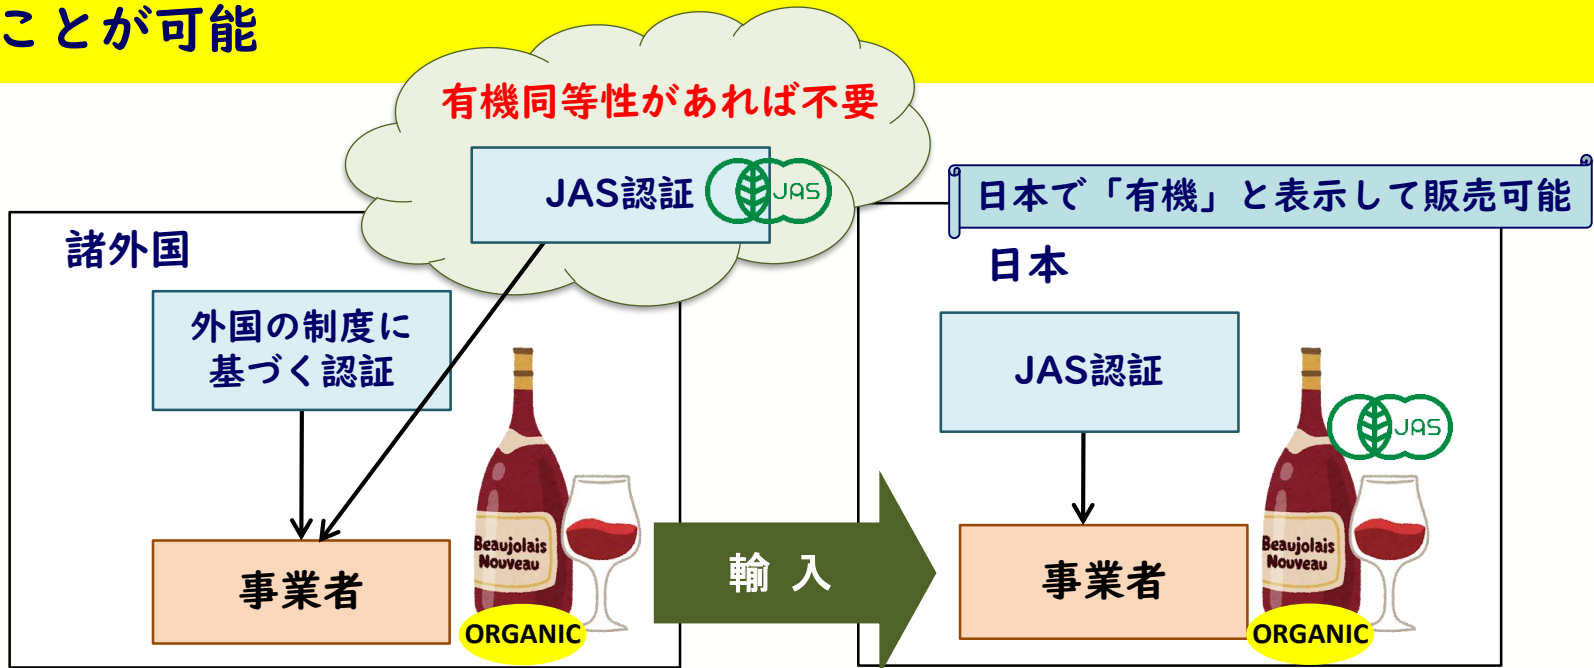 ことが可能
有機同等性があれば不要
JAS認証
JAS
日本で「有機」と表示して販売可能
諸外国
日本
外国の制度に
基づく認証
JAS認証
JAS
Beaujolais
Nouveau
Beaujolais
Nouveau
事業者
輸 入
事業者
ORGANIC
ORGANIC